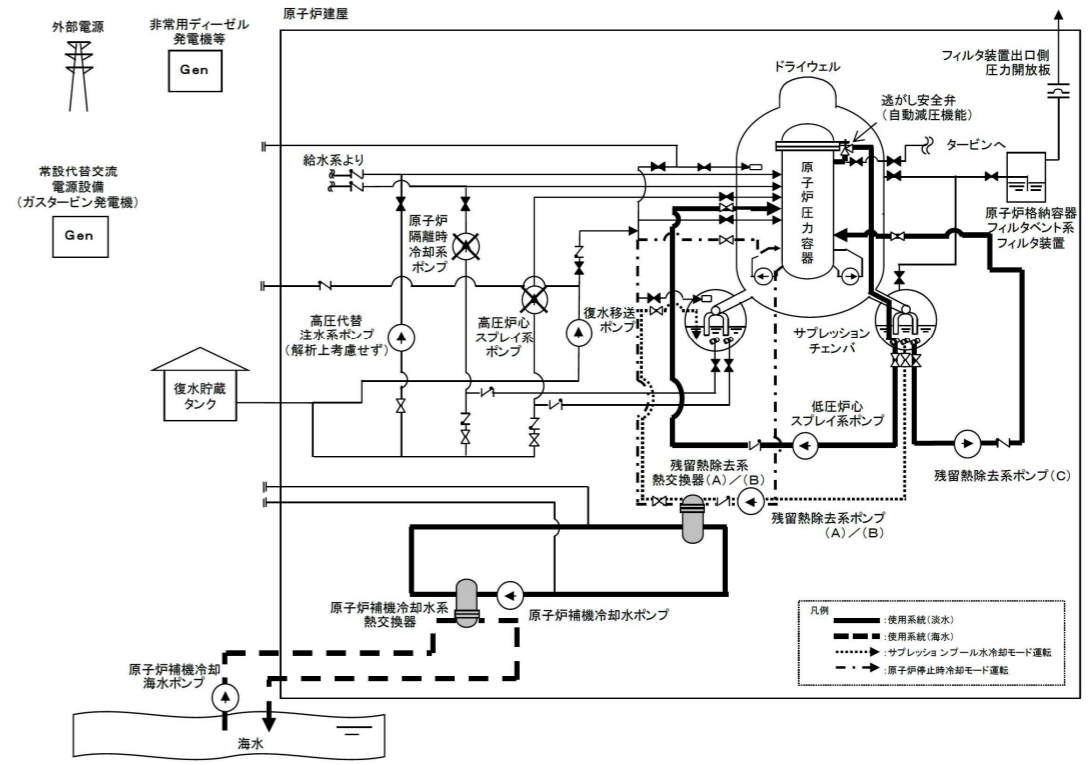 外部電源
非常用ディーゼル
発電機等
Gen
常設代替交流
電源設備
(ガスタービン発電機)
Gen
原子炉建屋
ドライウェル
フィルタ装置出口側
圧力開放板
逃がし安全弁
(自動減圧機能)
タービンへ
給水系より
原子炉圧力容器
原子炉格納容器
フィルタベント系
フィルタ装置
原子炉
隔離時
冷却系
ポンプ
高圧代替
注水系ポンプ
(解析上考慮せず)
高圧炉心
スプレイ系
ポンプ
復水移送
ポンプ
サプレッション
チェンバ
復水貯蔵
タンク
低圧炉心
スプレイ系ポンプ
残留熱除去系ポンプ(C)
残留熱除去系
熱交換器(A)/(B)
残留熱除去系ポンプ
(A)/(B)
原子炉補機冷却水系
熱交換器
原子炉補機冷却水ポンプ
原子炉補機冷却
海水ポンプ
海水
凡例
:使用系統(淡水)
:使用系統(海水)
:サプレッションプール水冷却モード運転
:原子炉停止時冷却モード運転